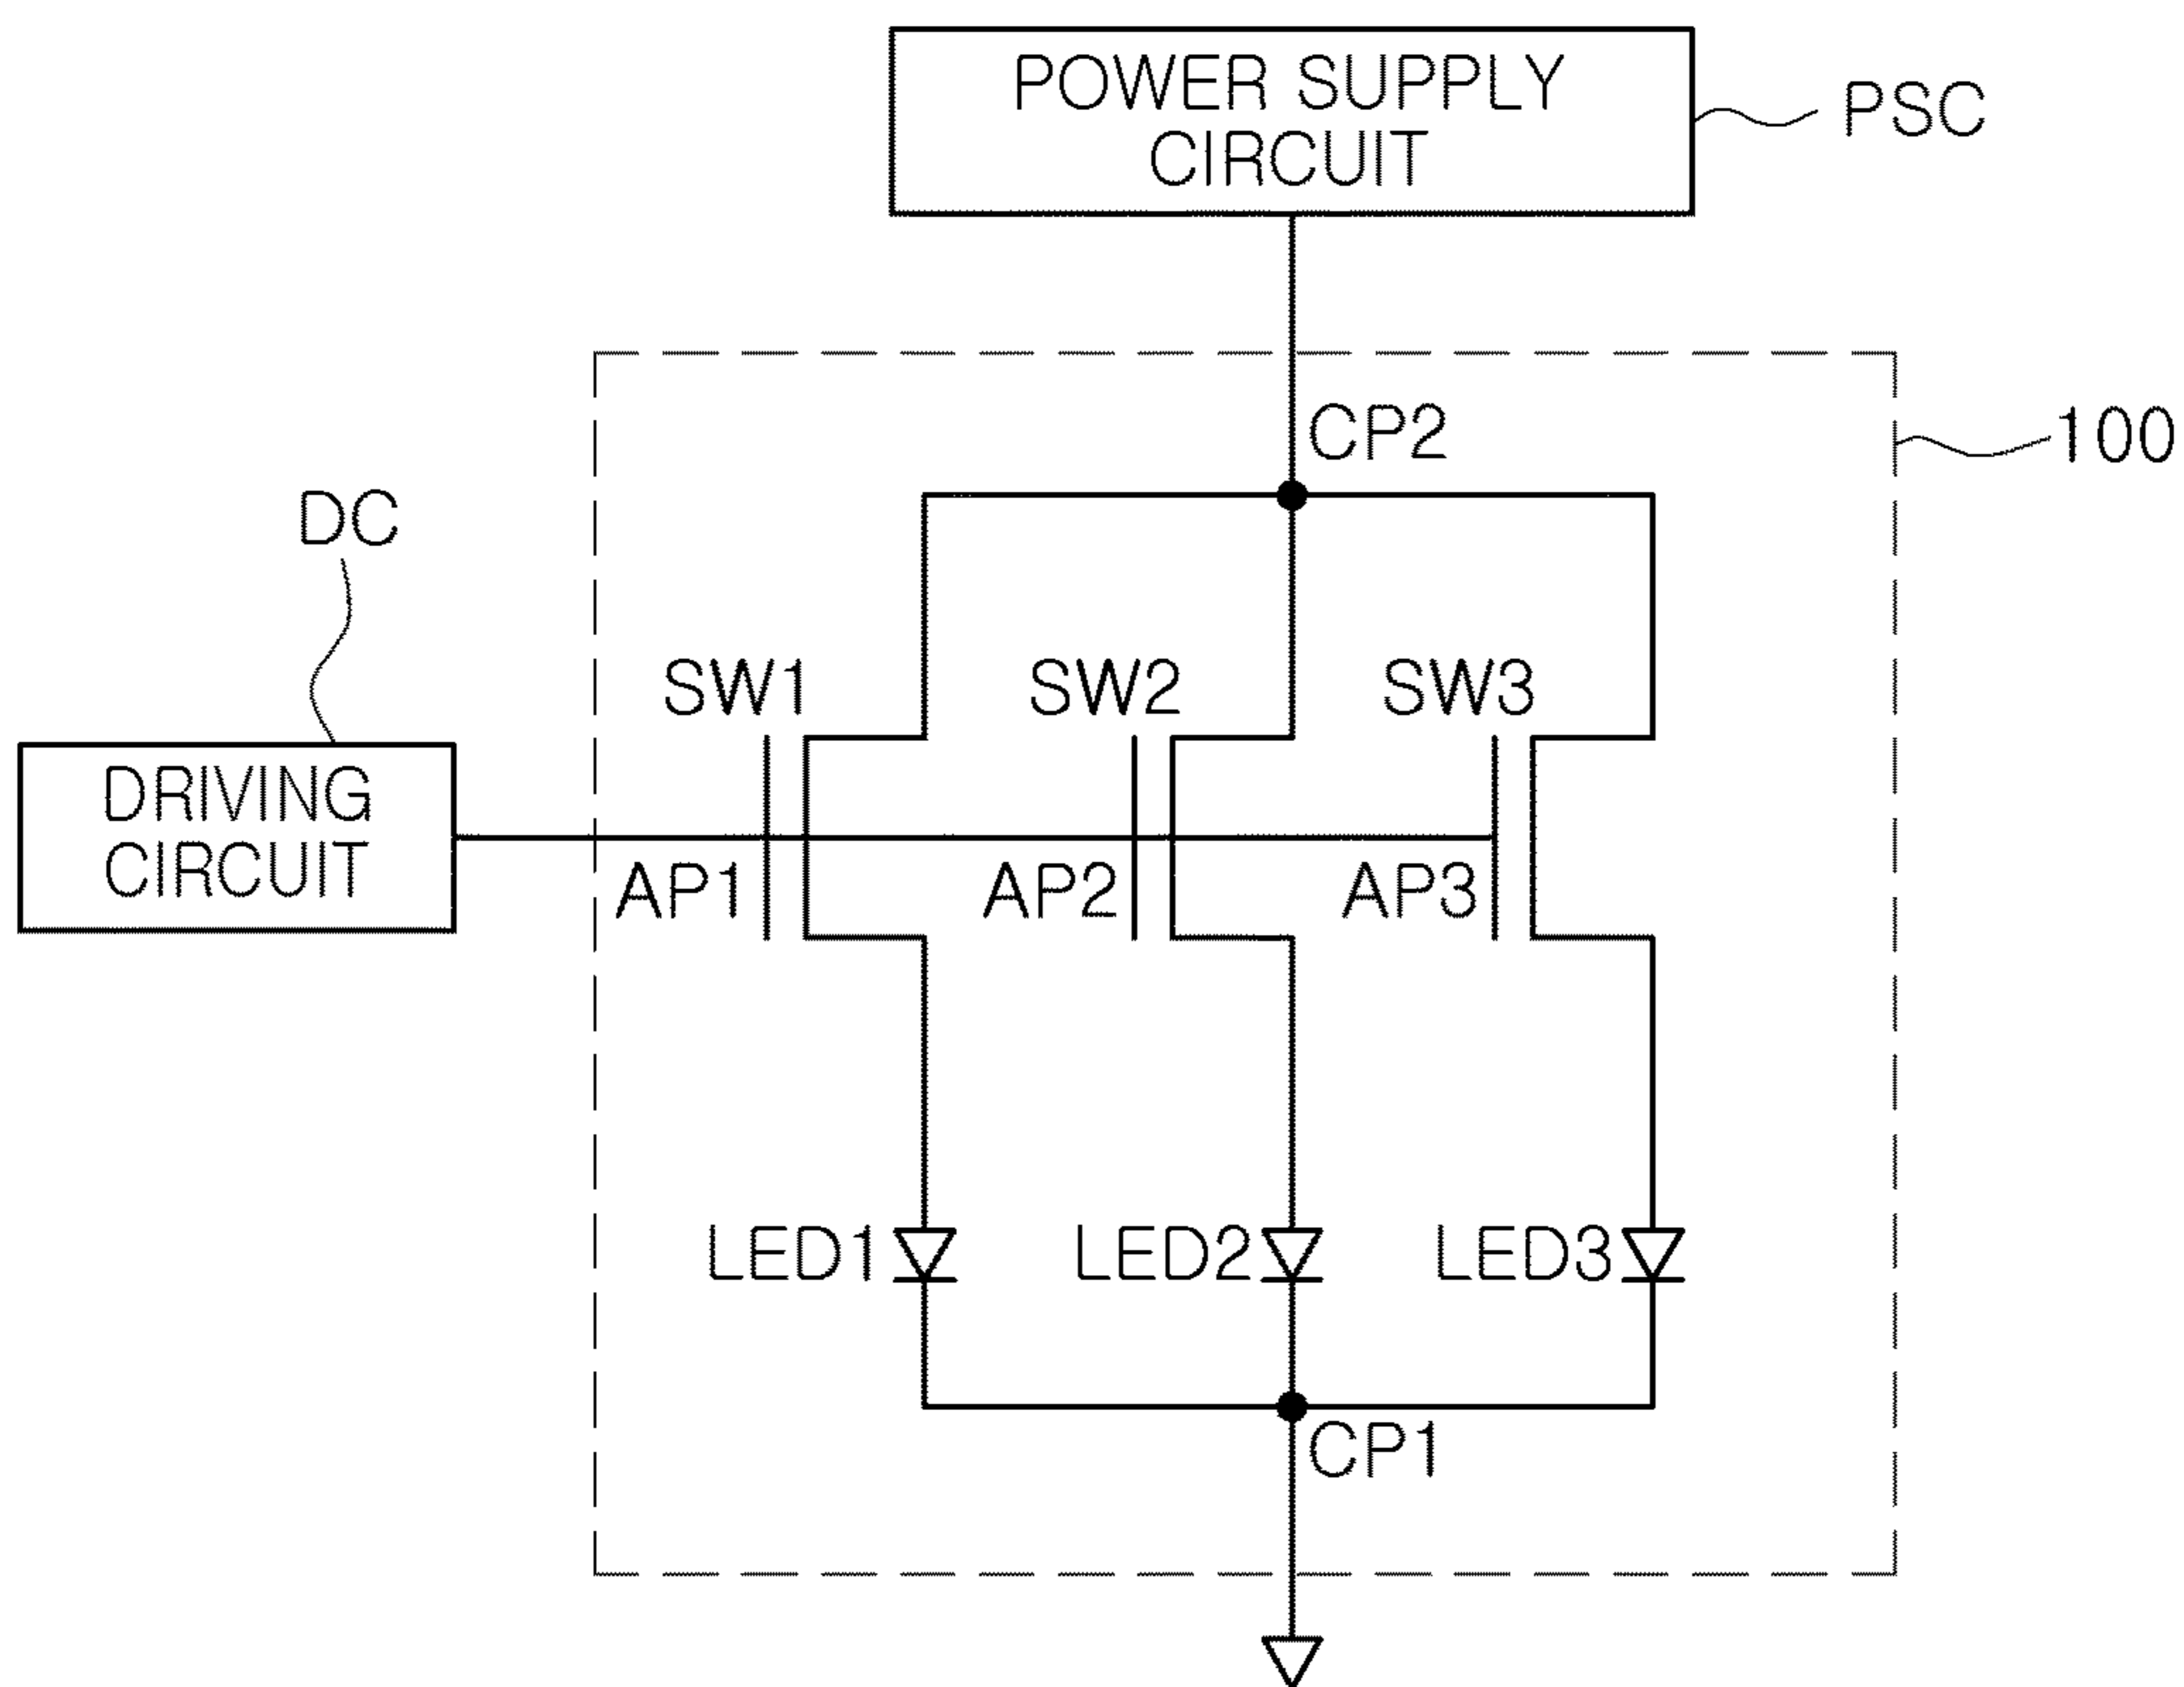 POWER SUPPLY
CIRCUIT
PSC
CP2
100
DC
SW1
SW2
SW3
DRIVING
CIRCUIT
AP1
AP2
AP3
LED1
LED2
LED3
CP1